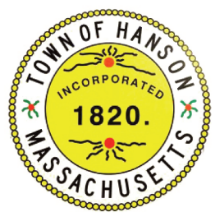 TOWN OF HANSON
INCORPORATED
1820.
MASSACHUSETTS